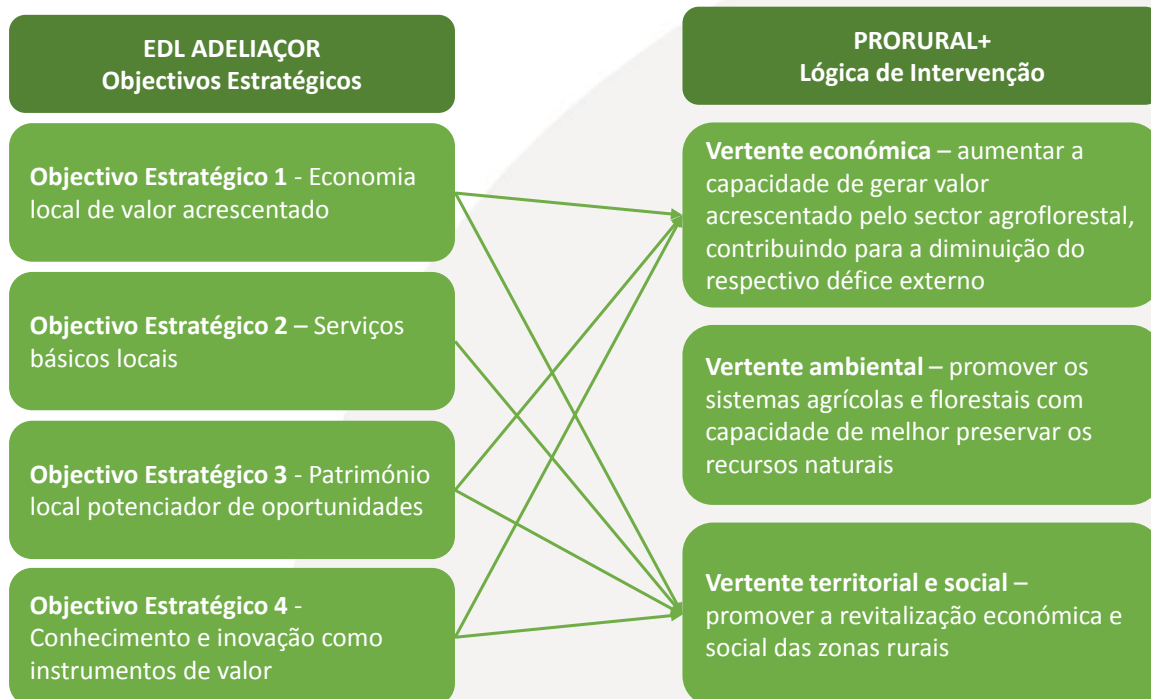 EDL ADELIAÇOR
Objectivos Estratégicos
Objectivo Estratégico 1 - Economia
local de valor acrescentado
Objectivo Estratégico 2 – Serviços
básicos locais
Objectivo Estratégico 3 - Património
local potenciador de oportunidades
Objectivo Estratégico 4 -
Conhecimento e inovação como
instrumentos de valor
PRORURAL+
Lógica de Intervenção
Vertente económica – aumentar a
capacidade de gerar valor
acrescentado pelo sector agroflorestal,
contribuindo para a diminuição do
respectivo défice externo
Vertente ambiental – promover os
sistemas agrícolas e florestais com
capacidade de melhor preservar os
recursos naturais
Vertente territorial e social –
promover a revitalização económica e
social das zonas rurais